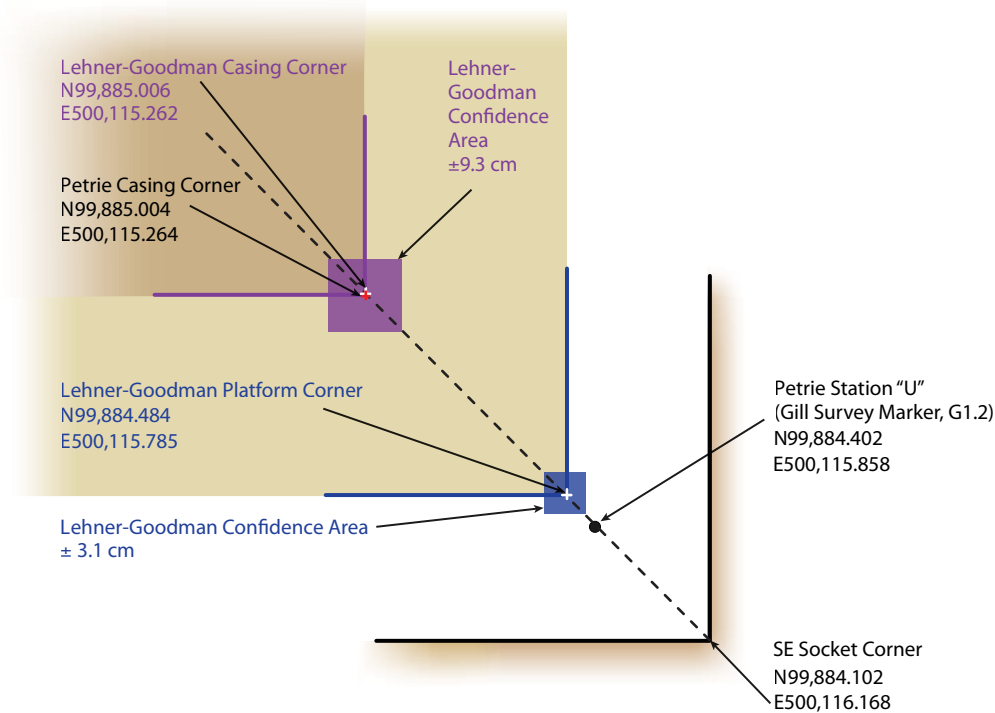 Lehner-Goodman Casing Corner
N99,885.006
E500,115.262
Lehner-
Goodman
Confidence
Area
±9.3 cm
Petrie Casing Corner
N99,885.004
E500,115.264
Lehner-Goodman Platform Corner
N99,884.484
E500,115.785
Petrie Station “U”
(Gill Survey Marker, G1.2)
N99,884.402
E500,115.858
Lehner-Goodman Confidence Area
± 3.1 cm
SE Socket Corner
N99,884.102
E500,116.168